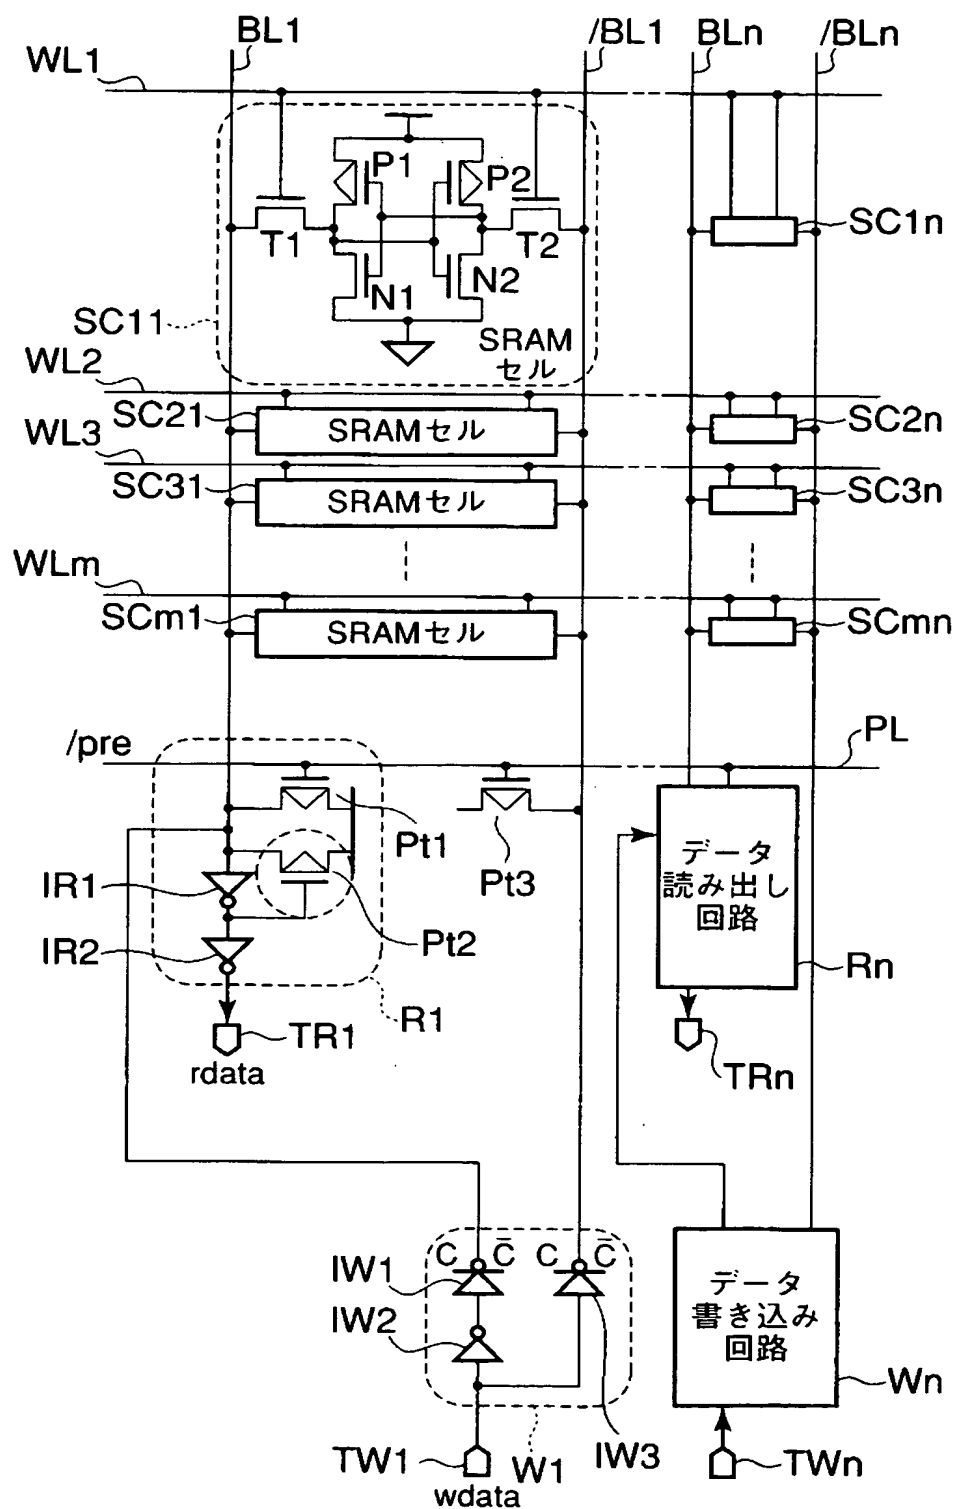 BL1
/BL1
BLn
/BLn
WL1
P1
P2
SC1n
T1
T2
N1
N2
SC11
SRAM
セル
WL2
SC21
SRAMセル
SC2n
WL3
SC31
SRAMセル
SC3n
WLm
SCm1
SRAMセル
SCmn
/pre
PL
Pt1
Pt3
データ
読み出し
回路
IR1
IR2
Pt2
Rn
R1
TR1
rdata
TRn
C
C̄
C
C̄
IW1
IW2
データ
書き込み
回路
Wn
TW1
W1
IW3
TWn
wdata